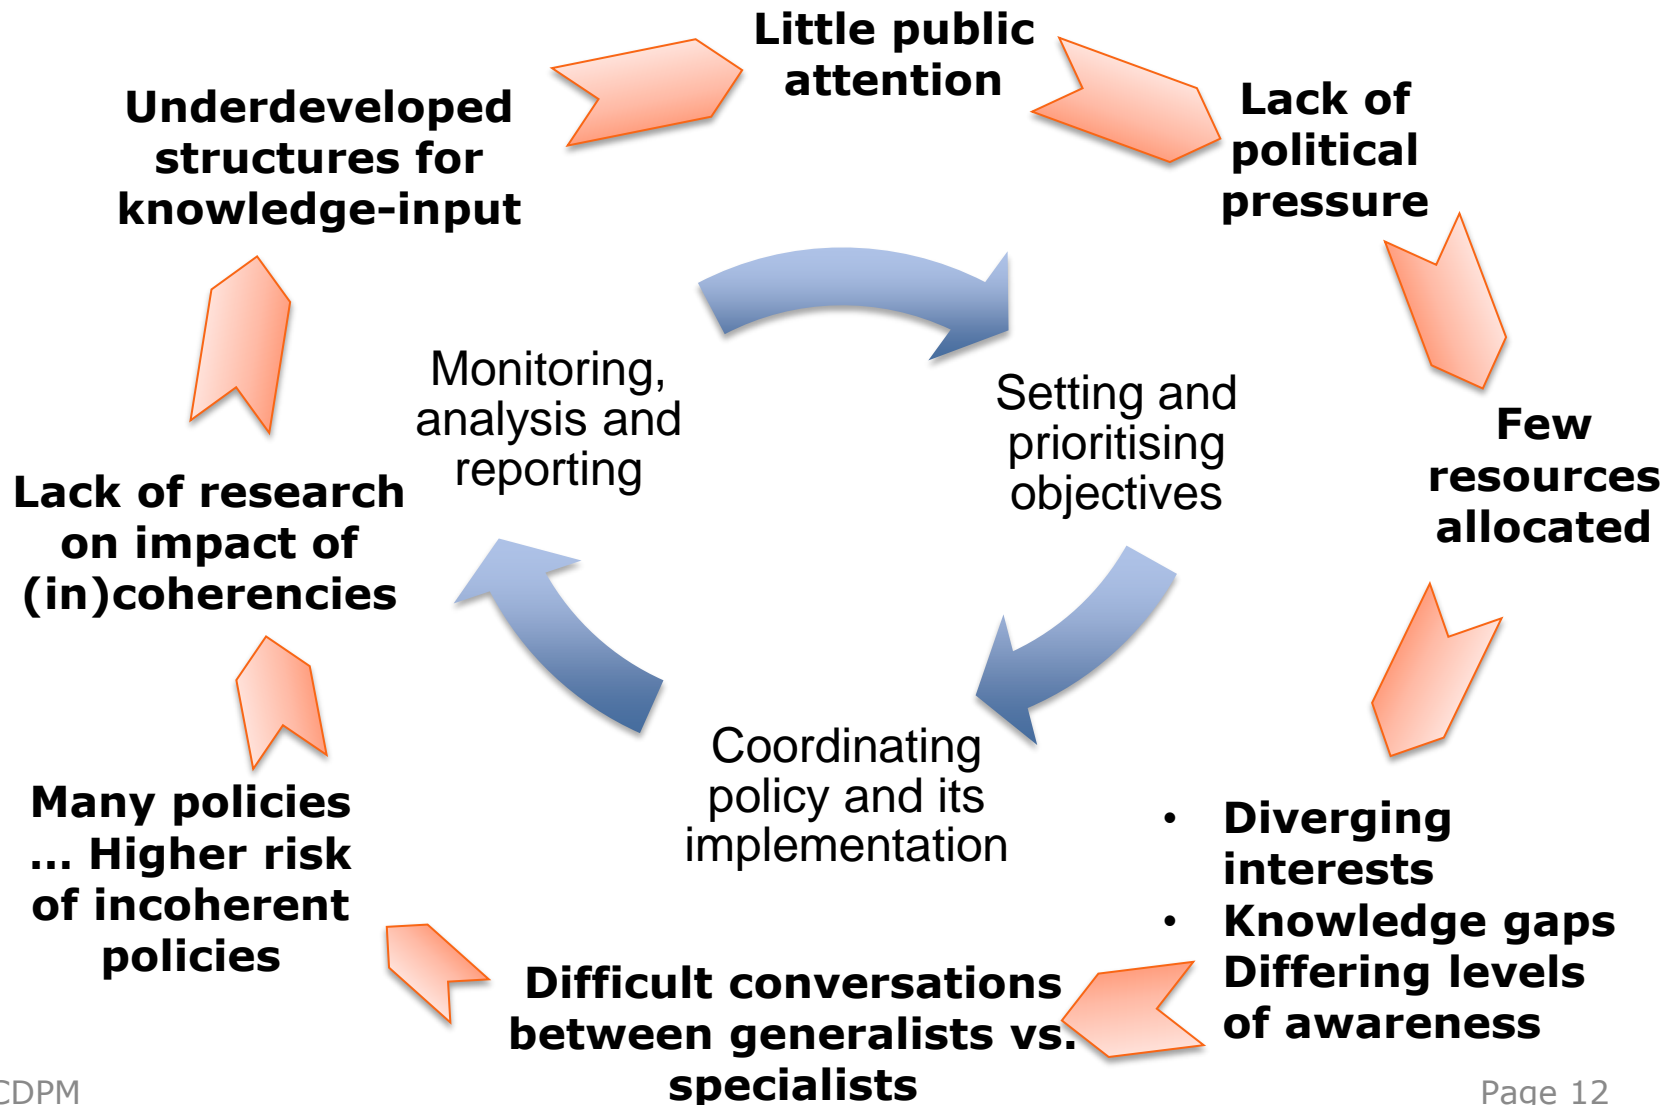 Little public
attention
Lack of
political
pressure
Few
resources
allocated
• Diverging
interests
• Knowledge gaps
Differing levels
of awareness
Difficult conversations
between generalists vs.
specialists
Many policies
... Higher risk
of incoherent
policies
Lack of research
on impact of
(in)coherencies
Underdeveloped
structures for
knowledge-input
Setting and
prioritising
objectives
Coordinating
policy and its
implementation
Monitoring,
analysis and
reporting
CDPM
Page 12